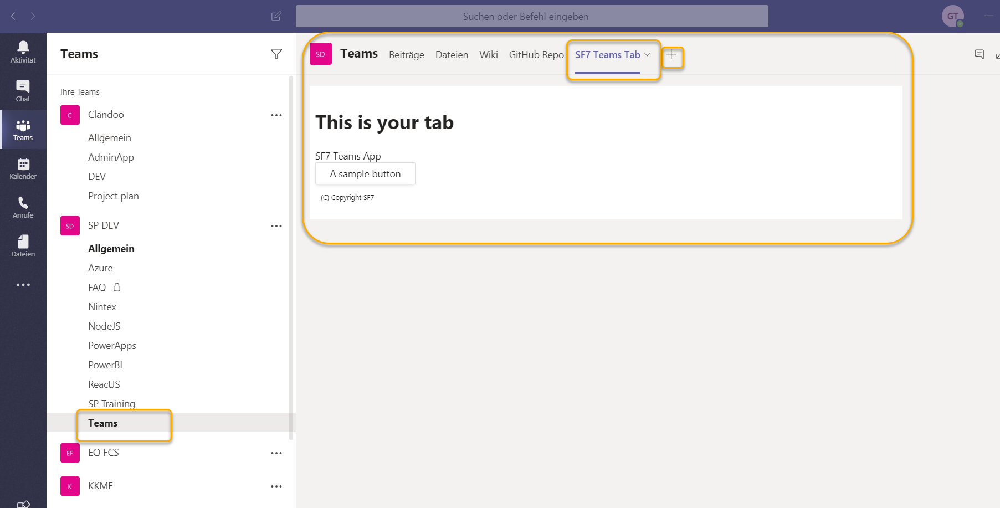 Suchen oder Befehl eingeben
GT
Aktivität
Chat
Teams
Kalender
Anrufe
Dateien
Teams
Ihre Teams
C Clandoo
Allgemein
AdminApp
DEV
Project plan
SD SP DEV
Allgemein
Azure
FAQ
Nintex
NodeJS
PowerApps
PowerBI
ReactJS
SP Training
Teams
EF EQ FCS
K KKMF
SD Teams Beiträge Dateien Wiki GitHub Repo SF7 Teams Tab
This is your tab
SF7 Teams App
A sample button
(C) Copyright SF7